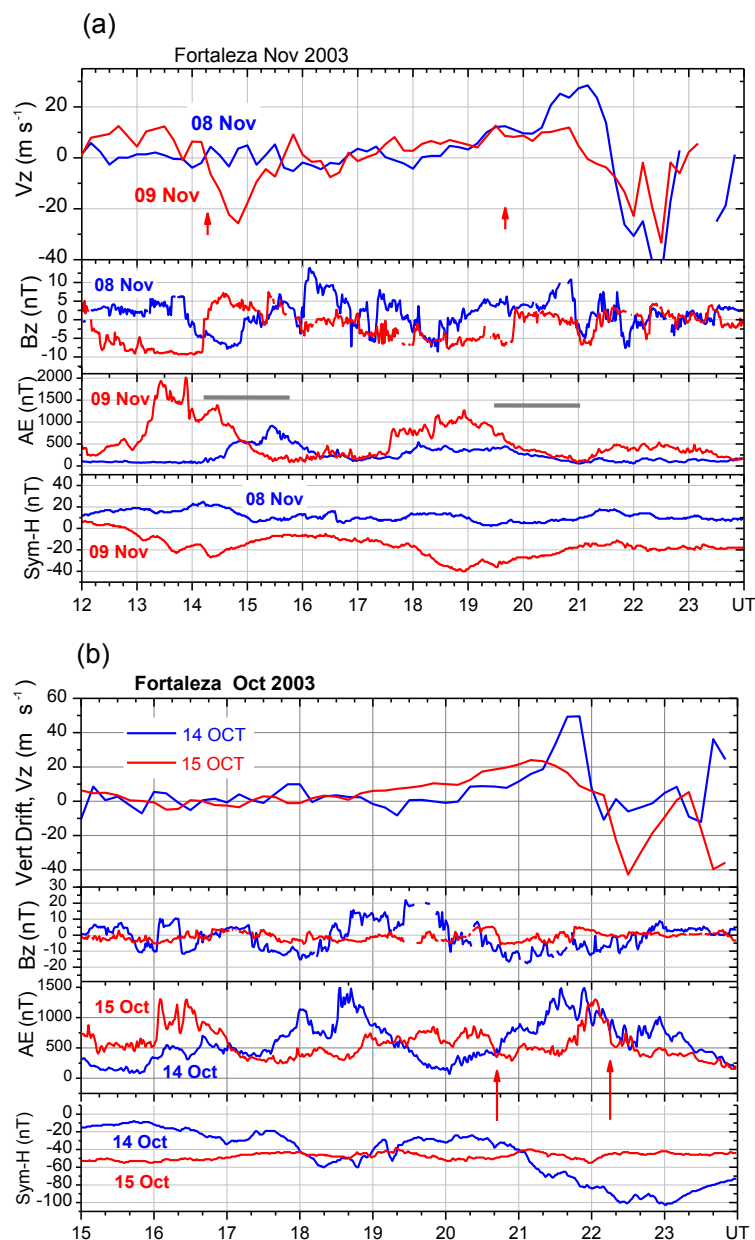 (a)
Fortaleza Nov 2003
Vz (m s-1)
20
0
-20
-40
08 Nov
09 Nov
Bz (nT)
10
5
0
-5
-10
08 Nov
AE (nT)
2000
1500
1000
500
0
09 Nov
Sym-H (nT)
40
20
0
-20
-40
08 Nov
09 Nov
12 13 14 15 16 17 18 19 20 21 22 23 UT
(b)
Fortaleza Oct 2003
Vert Drift, Vz (m s-1)
60
40
20
0
-20
-40
14 OCT
15 OCT
Bz (nT)
30
20
10
0
-10
-20
AE (nT)
1500
1000
500
0
15 Oct
14 Oct
Sym-H (nT)
0
-20
-40
-60
-80
-100
14 Oct
15 Oct
15 16 17 18 19 20 21 22 23 UT